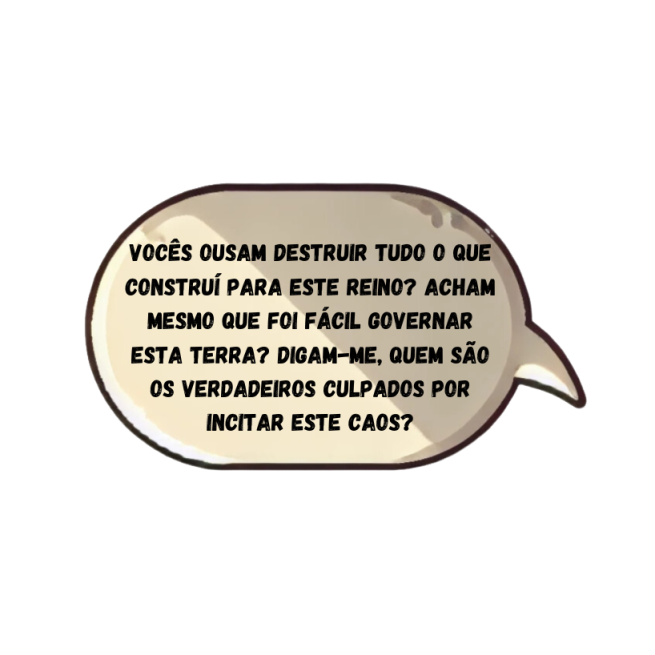 VOCÊS OUSAM DESTRUIR TUDO O QUE
CONSTRUÍ PARA ESTE REINO? ACHAM
MESMO QUE FOI FÁCIL GOVERNAR
ESTA TERRA? DIGAM-ME, QUEM SÃO
OS VERDADEIROS CULPADOS POR
INCITAR ESTE CAOS?